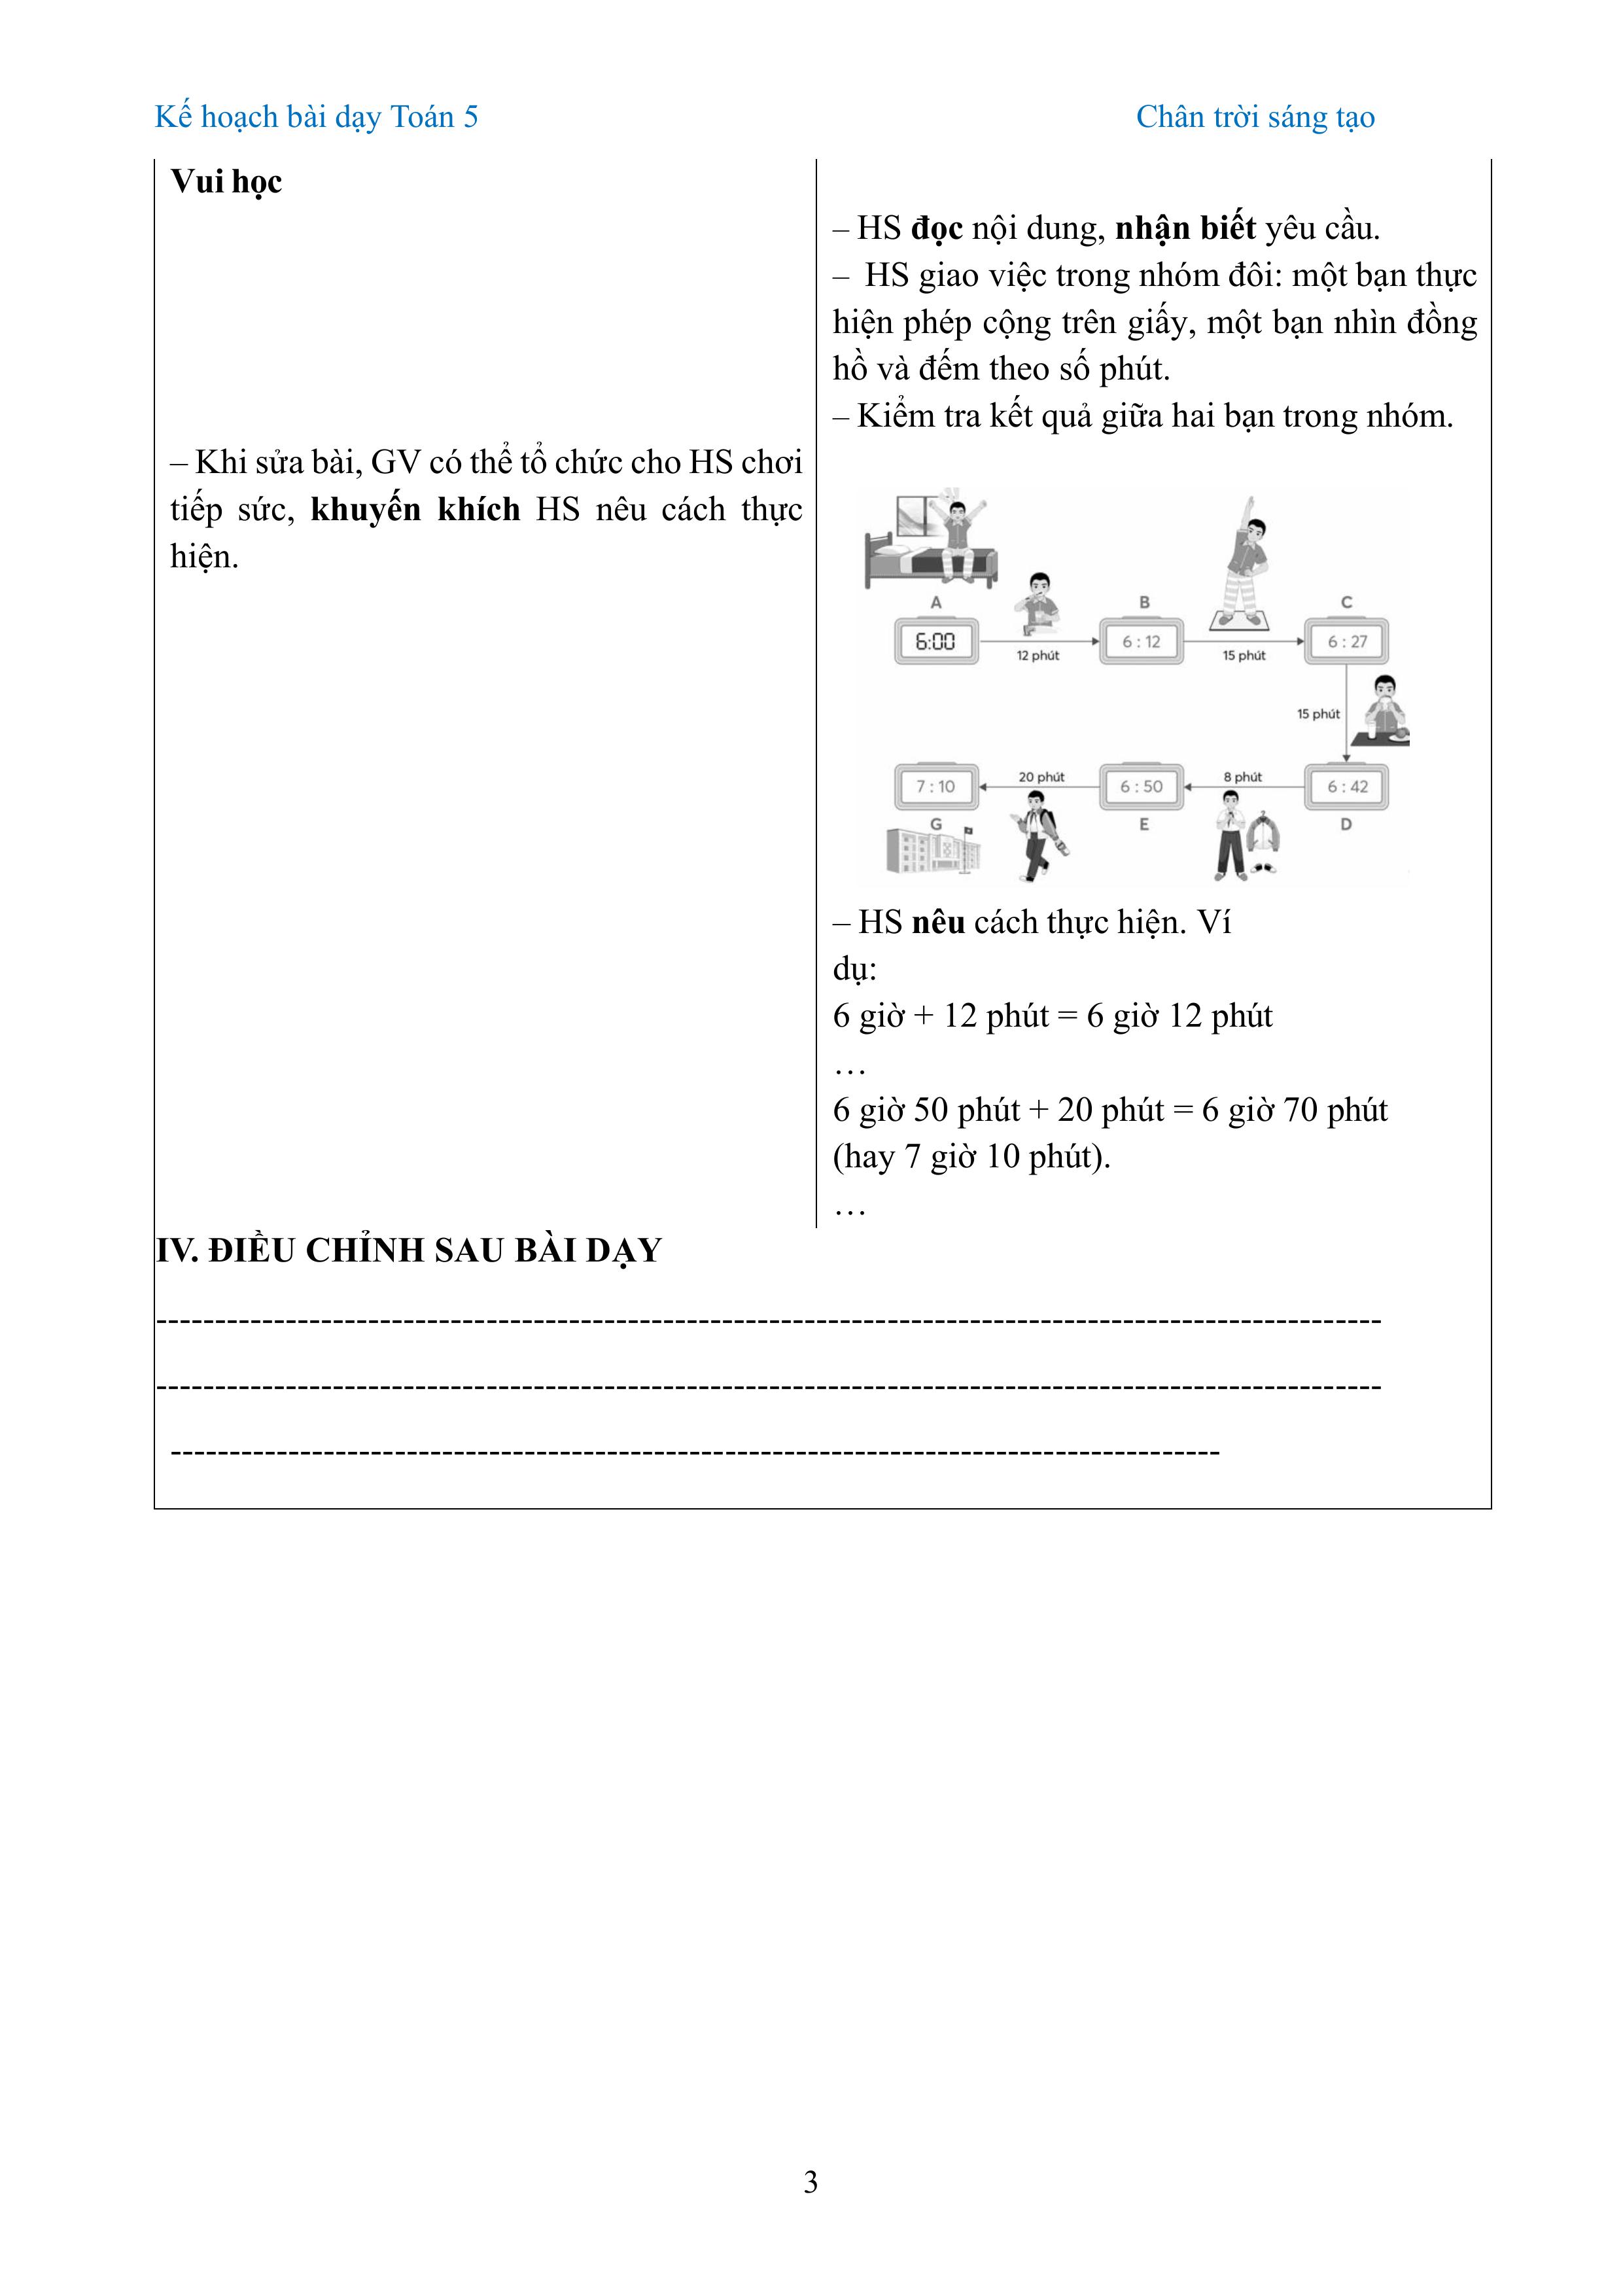 Kế hoạch bài dạy Toán 5
Chân trời sáng tạo
Vui học
– Khi sửa bài, GV có thể tổ chức cho HS chơi
tiếp sức, khuyến khích HS nêu cách thực
hiện.
– HS đọc nội dung, nhận biết yêu cầu.
– HS giao việc trong nhóm đôi: một bạn thực
hiện phép cộng trên giấy, một bạn nhìn đồng
hồ và đếm theo số phút.
– Kiểm tra kết quả giữa hai bạn trong nhóm.
A
B
C
6:00
12 phút
6 : 12
15 phút
6 : 27
15 phút
7 : 10
20 phút
6 : 50
8 phút
6 : 42
G
E
D
– HS nêu cách thực hiện. Ví
dụ:
6 giờ + 12 phút = 6 giờ 12 phút
…
6 giờ 50 phút + 20 phút = 6 giờ 70 phút
(hay 7 giờ 10 phút).
…
IV. ĐIỀU CHỈNH SAU BÀI DẠY
3